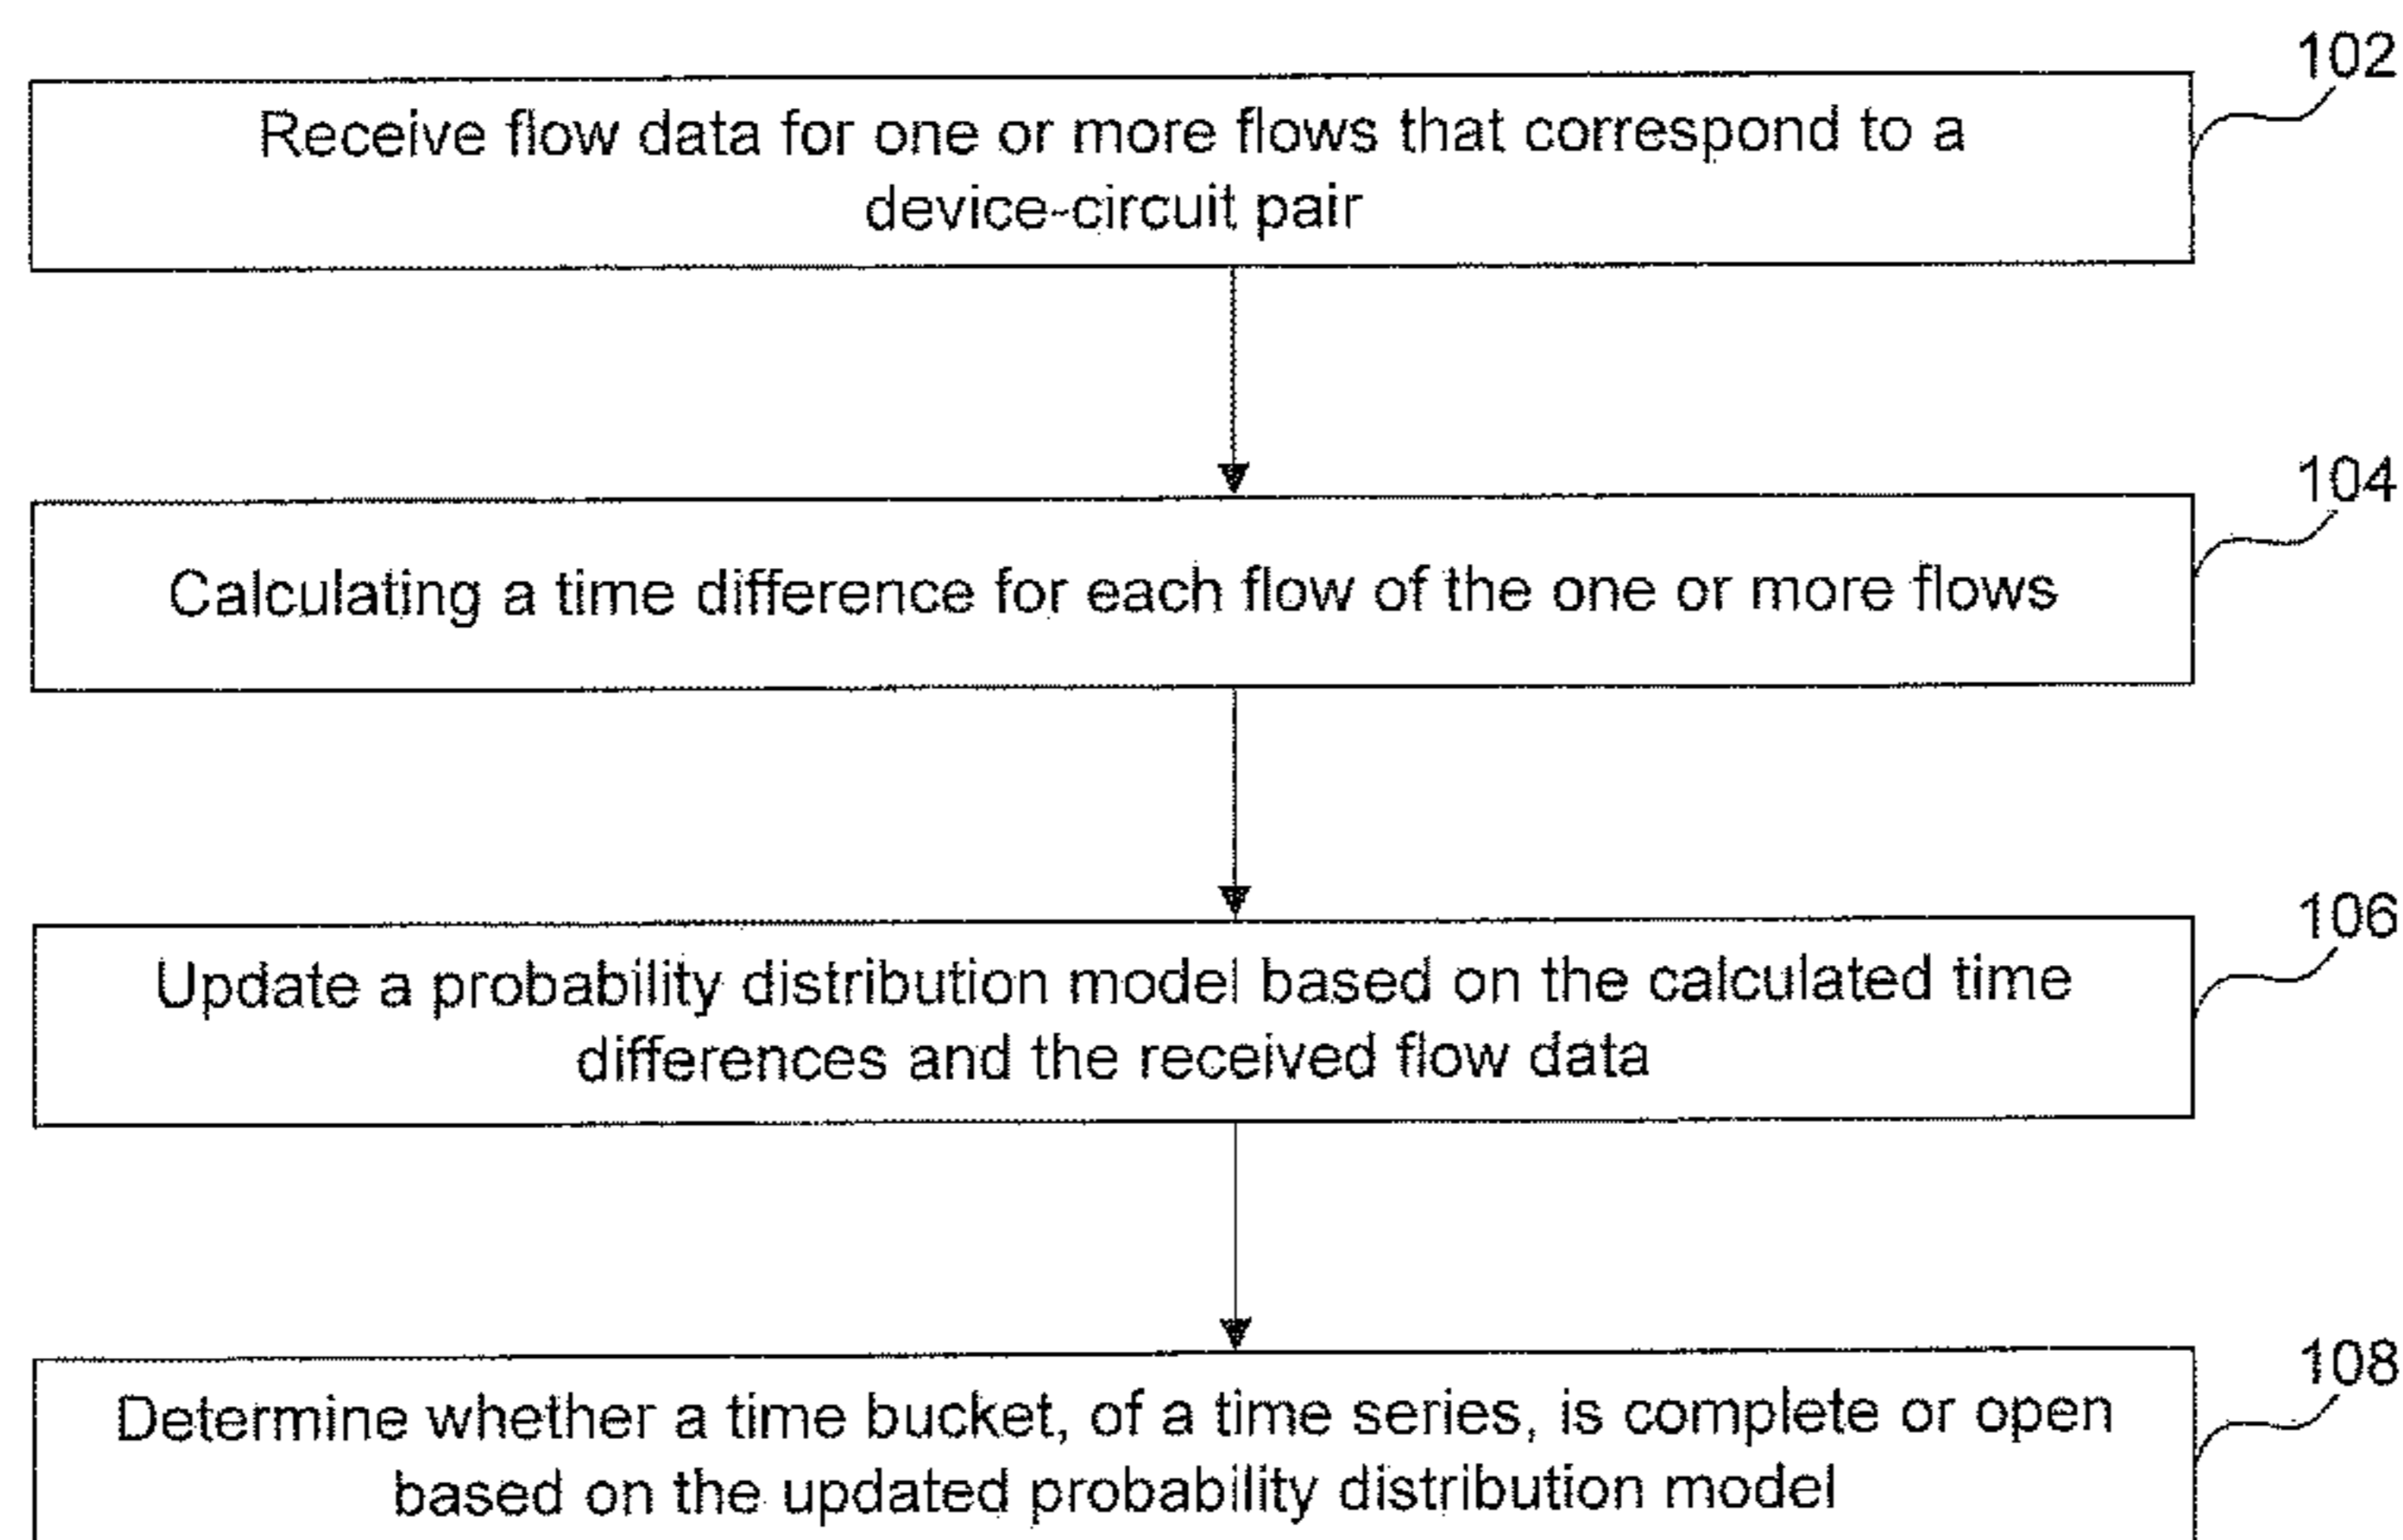 102
Receive flow data for one or more flows that correspond to a
device-circuit pair
104
Calculating a time difference for each flow of the one or more flows
106
Update a probability distribution model based on the calculated time
differences and the received flow data
108
Determine whether a time bucket, of a time series, is complete or open
based on the updated probability distribution model